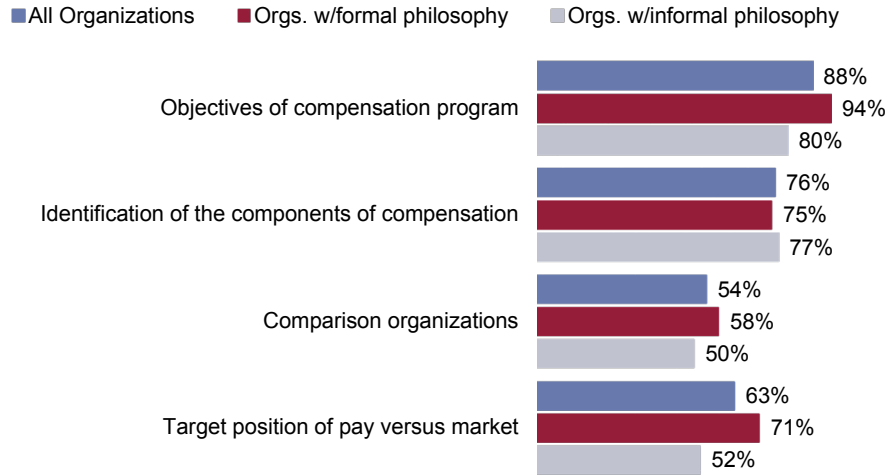 All Organizations Orgs. w/formal philosophy Orgs. w/informal philosophy
Objectives of compensation program
88%
94%
80%
Identification of the components of compensation
76%
75%
77%
Comparison organizations
54%
58%
50%
Target position of pay versus market
63%
71%
52%